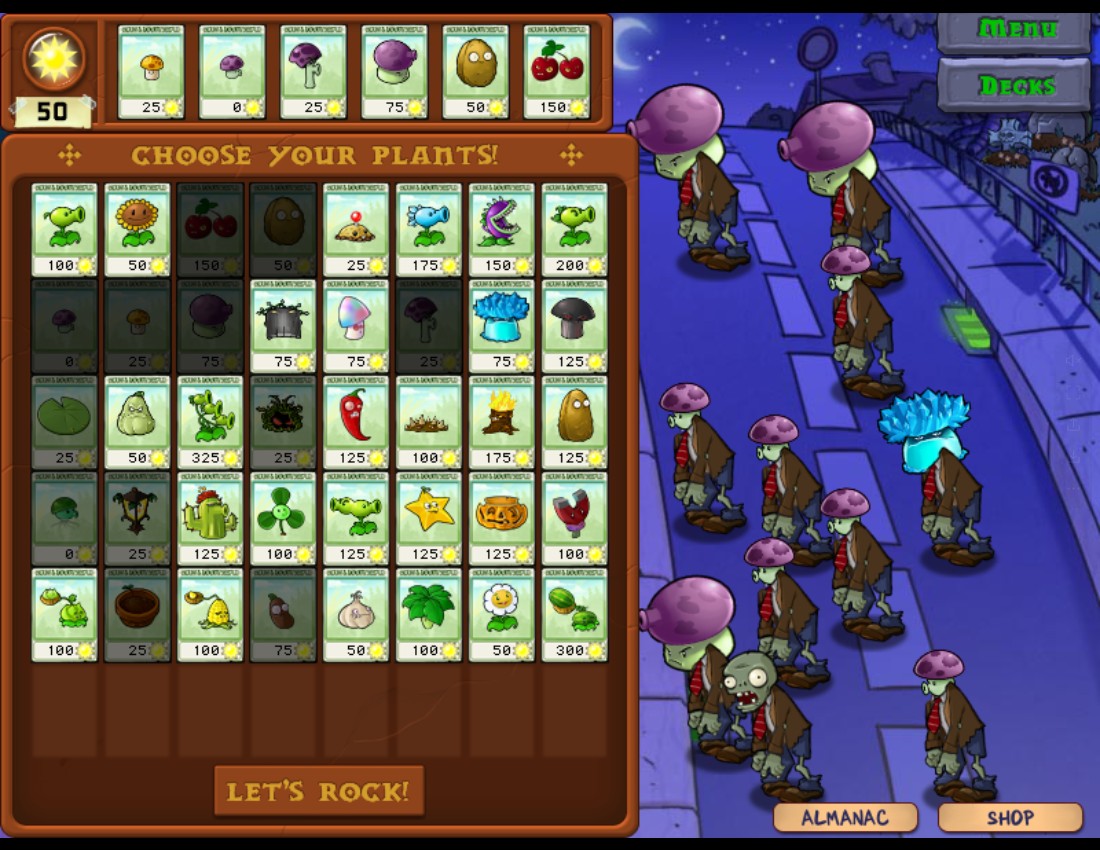 Menu
25 0 25 75 50 150
50
Decks
CHOOSE YOUR PLANTS!
100 50 150 50 25 175 150 200
0 25 75 75 75 25 75 125
25 50 325 25 125 100 175 125
0 25 125 100 125 125 125 100
100 25 100 75 50 100 50 300
LET'S ROCK!
ALMANAC SHOP